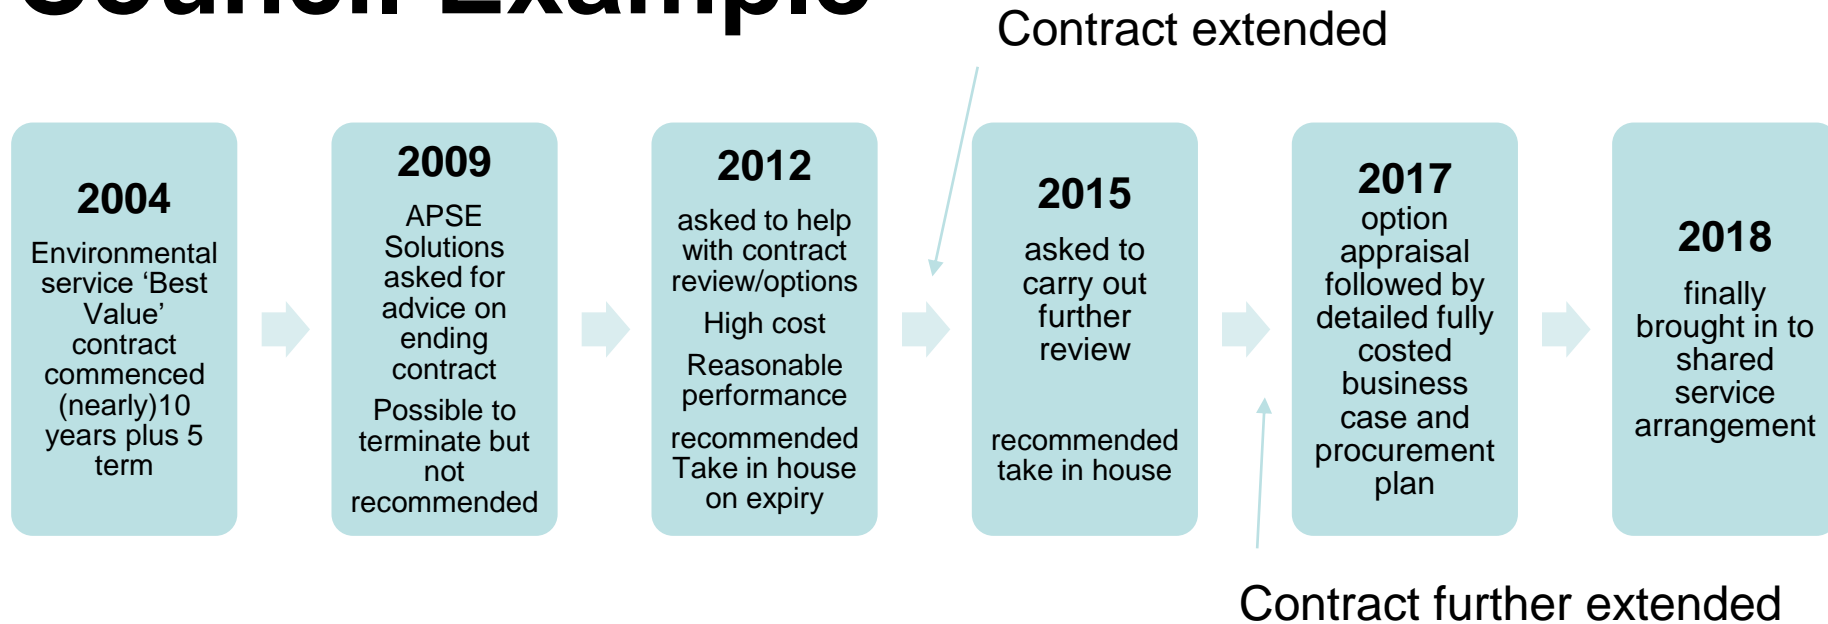 Council Example
Contract extended
2004
Environmental
service ‘Best
Value’
contract
commenced
(nearly)10
years plus 5
term
2009
APSE
Solutions
asked for
advice on
ending
contract
Possible to
terminate but
not
recommended
2012
asked to help
with contract
review/options
High cost
Reasonable
performance
recommended
Take in house
on expiry
2015
asked to
carry out
further
review
recommended
take in house
2017
option
appraisal
followed by
detailed fully
costed
business
case and
procurement
plan
2018
finally
brought in to
shared
service
arrangement
Contract further extended